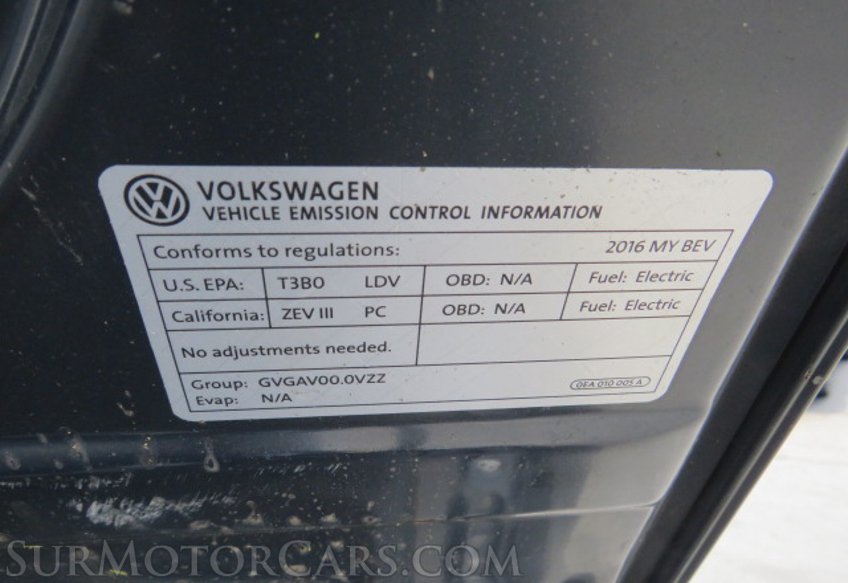 VW VOLKSWAGEN
VEHICLE EMISSION CONTROL INFORMATION
Conforms to regulations: 2016 MY BEV
U.S. EPA: T3B0 LDV OBD: N/A Fuel: Electric
California: ZEV III PC OBD: N/A Fuel: Electric
No adjustments needed.
Group: GVGAV00.0VZZ 0EA 010 005 A
Evap: N/A
SURMOTORCARS.COM